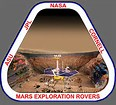 NASA
JPL
CORNELL
ASU
MARS EXPLORATION ROVERS